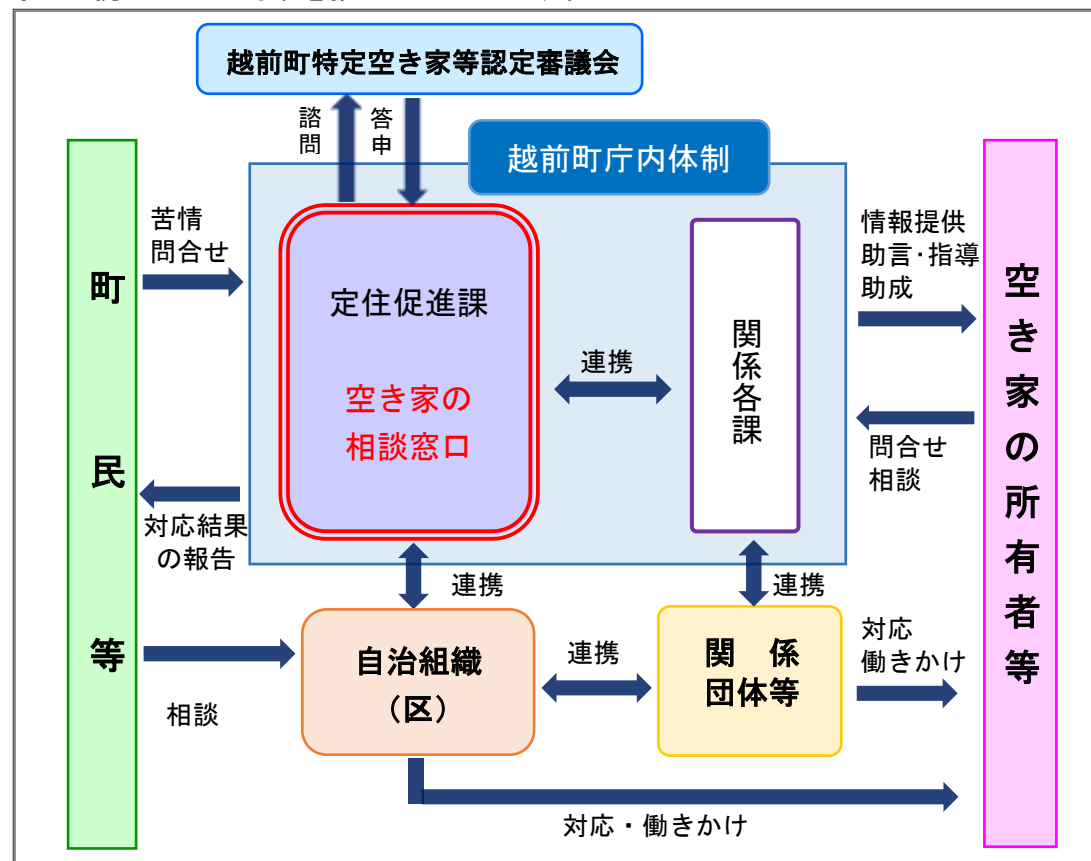 越前町特定空き家等認定審議会
諮問
答申
越前町庁内体制
町民等
苦情
問合せ
定住促進課
空き家の
相談窓口
連携
関係各課
情報提供
助言・指導
助成
問合せ
相談
空き家の所有者等
対応結果
の報告
連携
連携
相談
自治組織
（区）
連携
関　係
団体等
対応
働きかけ
対応・働きかけ